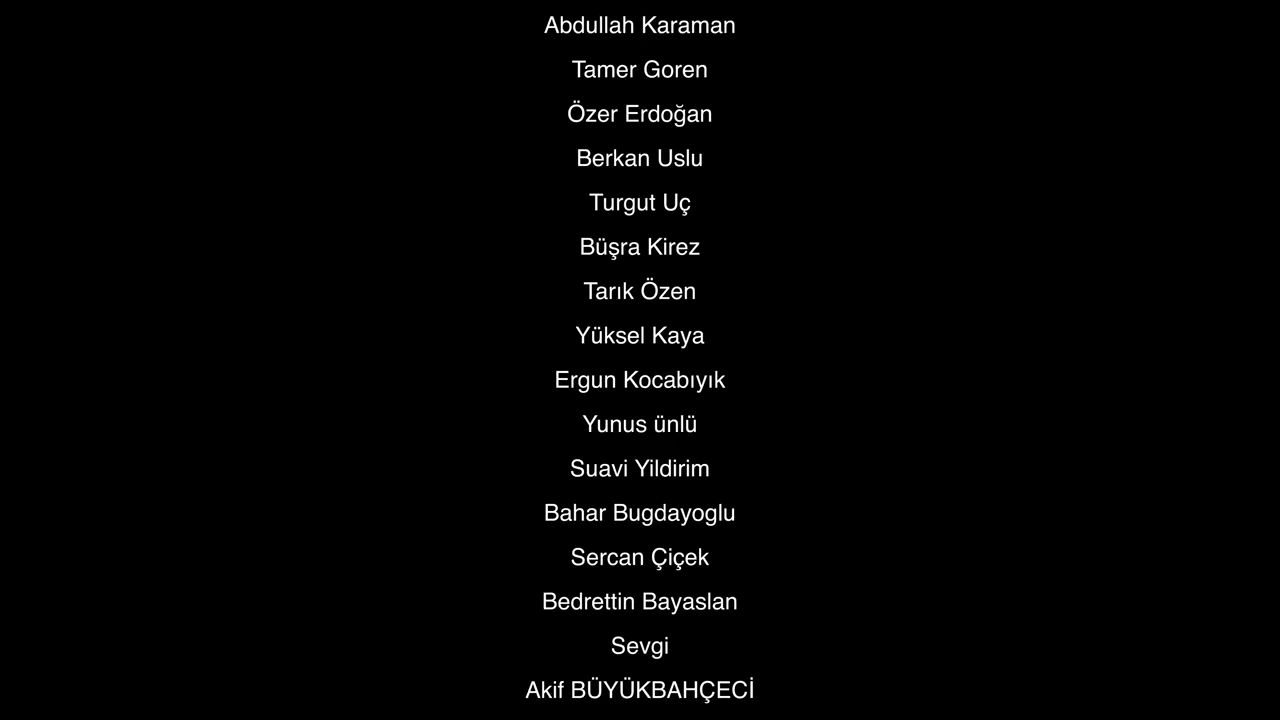 Abdullah Karaman
Tamer Goren
Özer Erdoğan
Berkan Uslu
Turgut Uç
Büşra Kirez
Tarık Özen
Yüksel Kaya
Ergun Kocabıyık
Yunus ünlü
Suavi Yildirim
Bahar Bugdayoglu
Sercan Çiçek
Bedrettin Bayaslan
Sevgi
Akif BÜYÜKBAHÇECİ